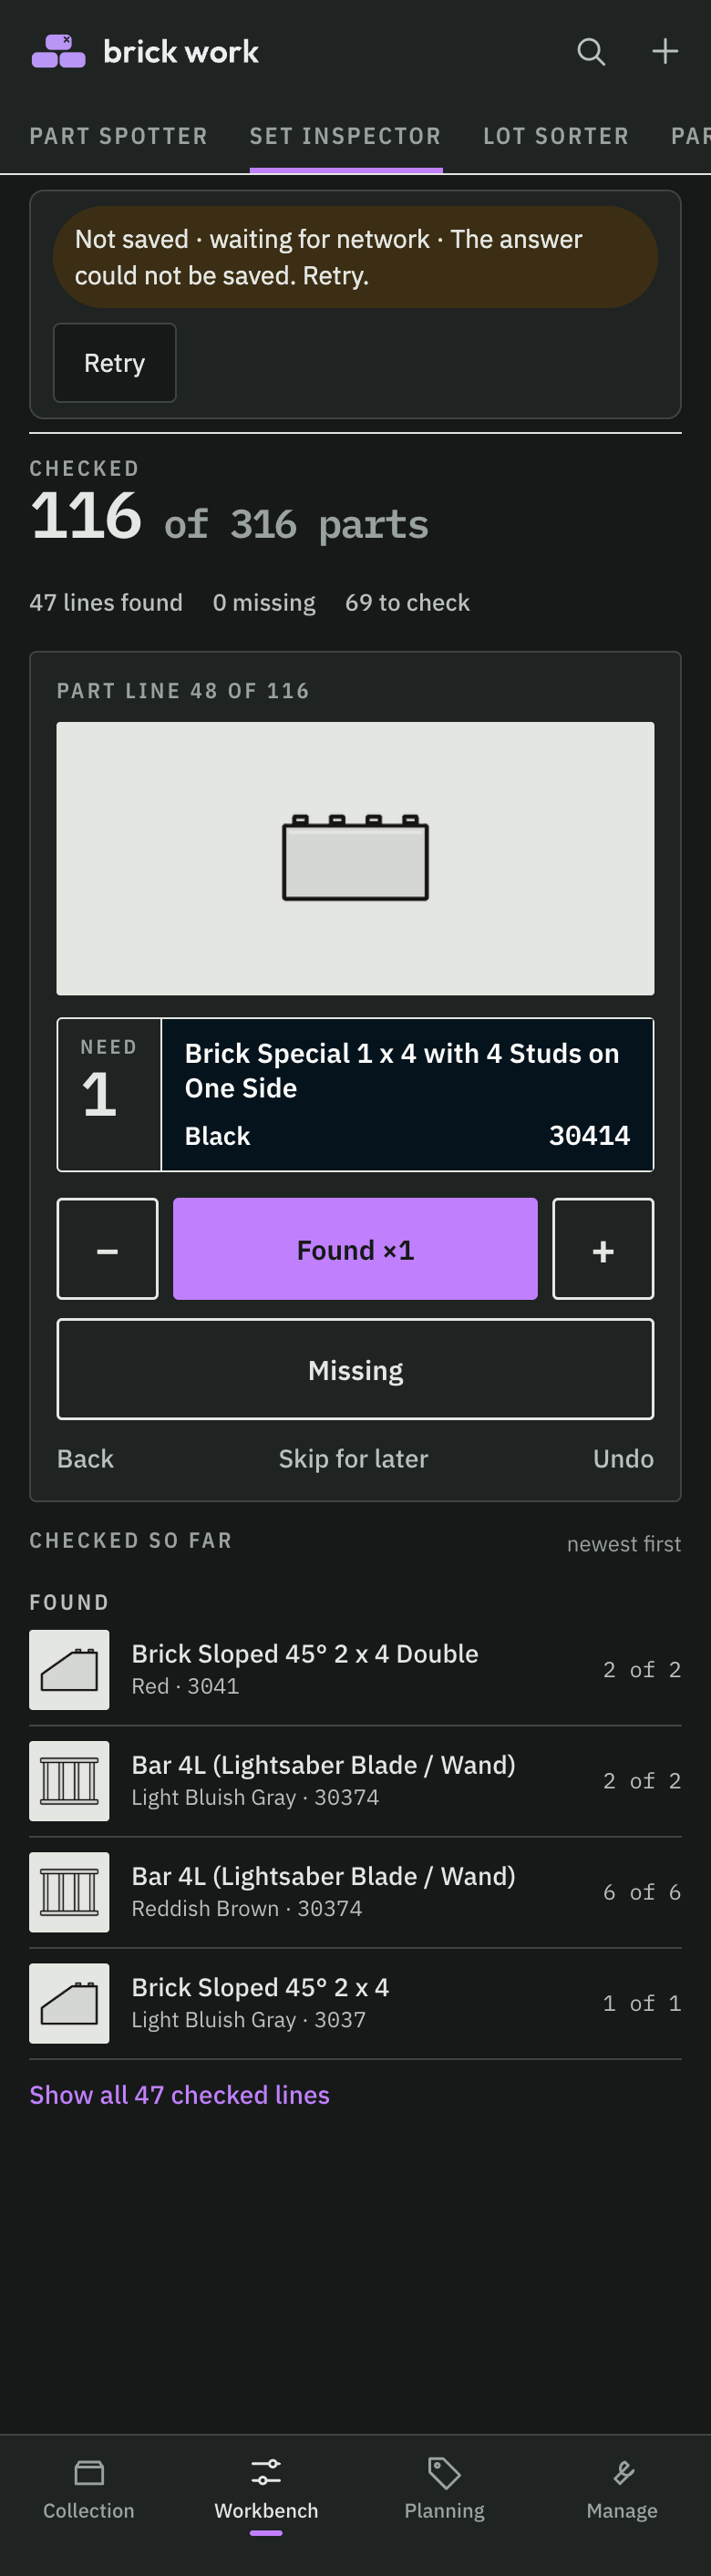 brick work
PART SPOTTER SET INSPECTOR LOT SORTER PAR
Not saved · waiting for network · The answer
could not be saved. Retry.
Retry
CHECKED
116 of 316 parts
47 lines found 0 missing 69 to check
PART LINE 48 OF 116
NEED
1
Brick Special 1 x 4 with 4 Studs on
One Side
Black 30414
− Found ×1 +
Missing
Back Skip for later Undo
CHECKED SO FAR newest first
FOUND
Brick Sloped 45° 2 x 4 Double
Red · 3041
2 of 2
Bar 4L (Lightsaber Blade / Wand)
Light Bluish Gray · 30374
2 of 2
Bar 4L (Lightsaber Blade / Wand)
Reddish Brown · 30374
6 of 6
Brick Sloped 45° 2 x 4
Light Bluish Gray · 3037
1 of 1
Show all 47 checked lines
Collection Workbench Planning Manage